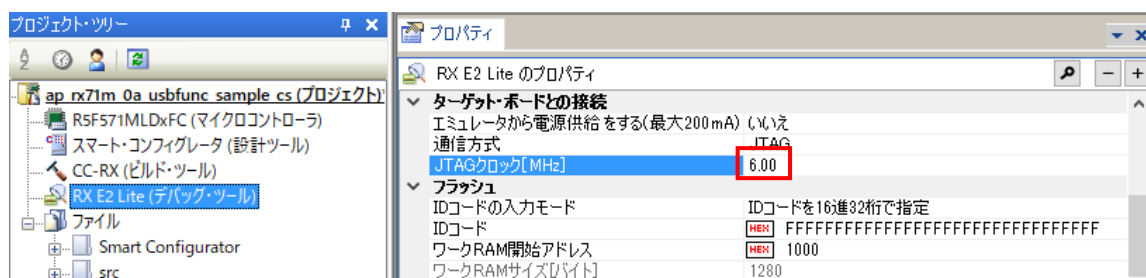 プロジェクト・ツリー
ap_rx71m_0a_usbfunc_sample_cs (プロジェクト)*
R5F571MLDxFC (マイクロコントローラ)
スマート・コンフィグレータ (設計ツール)
CC-RX (ビルド・ツール)
RX E2 Lite (デバッグ・ツール)
ファイル
Smart Configurator
src
プロパティ
RX E2 Lite のプロパティ
ターゲット・ボードとの接続
エミュレータから電源供給をする(最大200mA) いいえ
通信方式 JTAG
JTAGクロック[MHz] 6.00
フラッシュ
IDコードの入力モード IDコードを16進32桁で指定
IDコード HEX FFFFFFFFFFFFFFFFFFFFFFFFFFFFFFFF
ワークRAM開始アドレス HEX 1000
ワークRAMサイズ[バイト] 1280